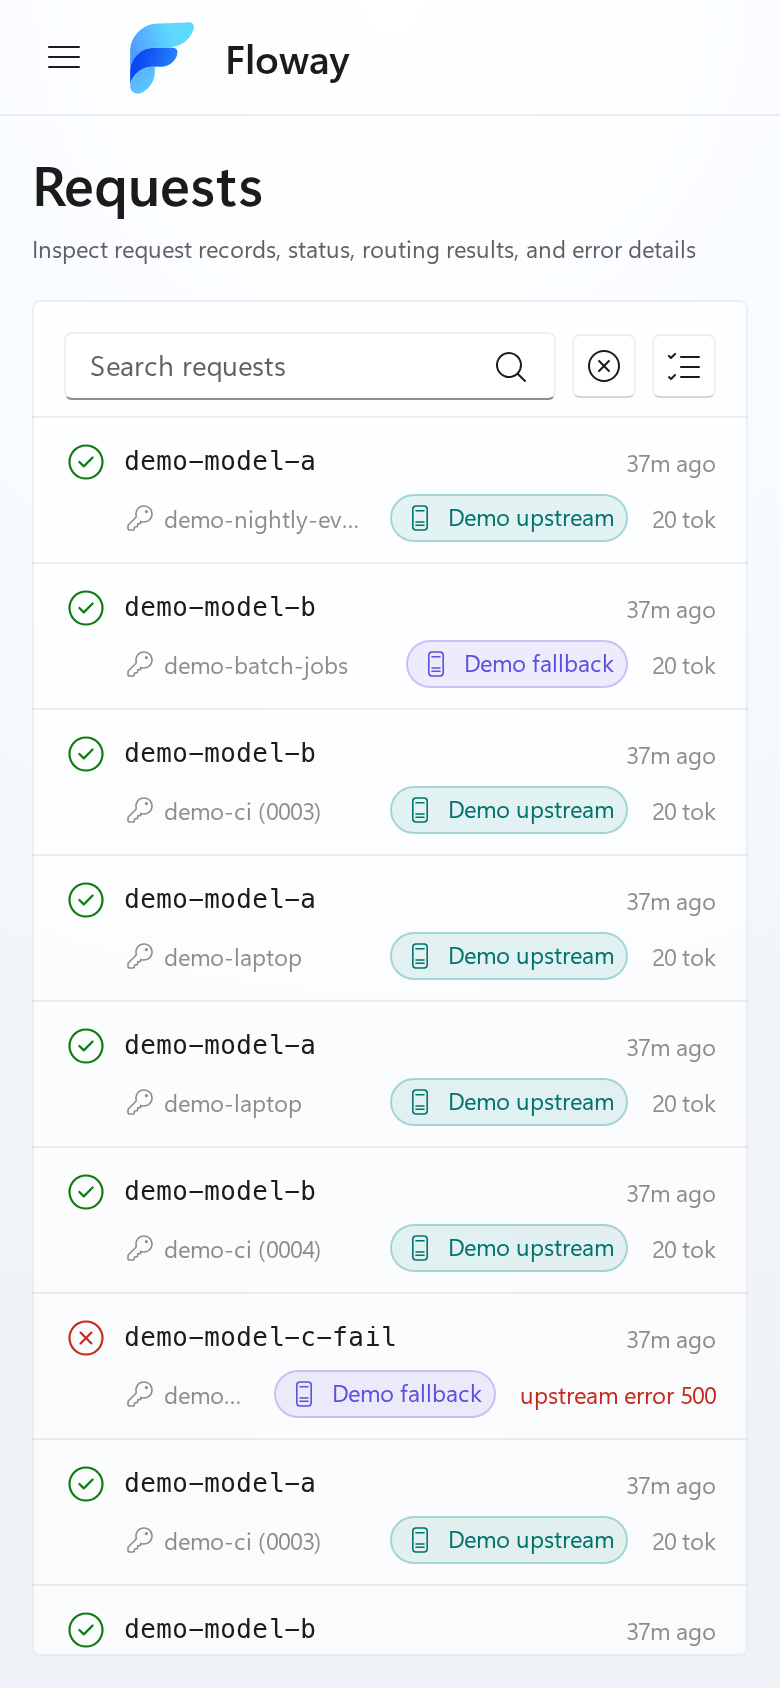 Floway
Requests
Inspect request records, status, routing results, and error details
Search requests
demo-model-a
37m ago
demo-nightly-ev...
Demo upstream
20 tok
demo-model-b
37m ago
demo-batch-jobs
Demo fallback
20 tok
demo-model-b
37m ago
demo-ci (0003)
Demo upstream
20 tok
demo-model-a
37m ago
demo-laptop
Demo upstream
20 tok
demo-model-a
37m ago
demo-laptop
Demo upstream
20 tok
demo-model-b
37m ago
demo-ci (0004)
Demo upstream
20 tok
demo-model-c-fail
37m ago
demo...
Demo fallback
upstream error 500
demo-model-a
37m ago
demo-ci (0003)
Demo upstream
20 tok
demo-model-b
37m ago